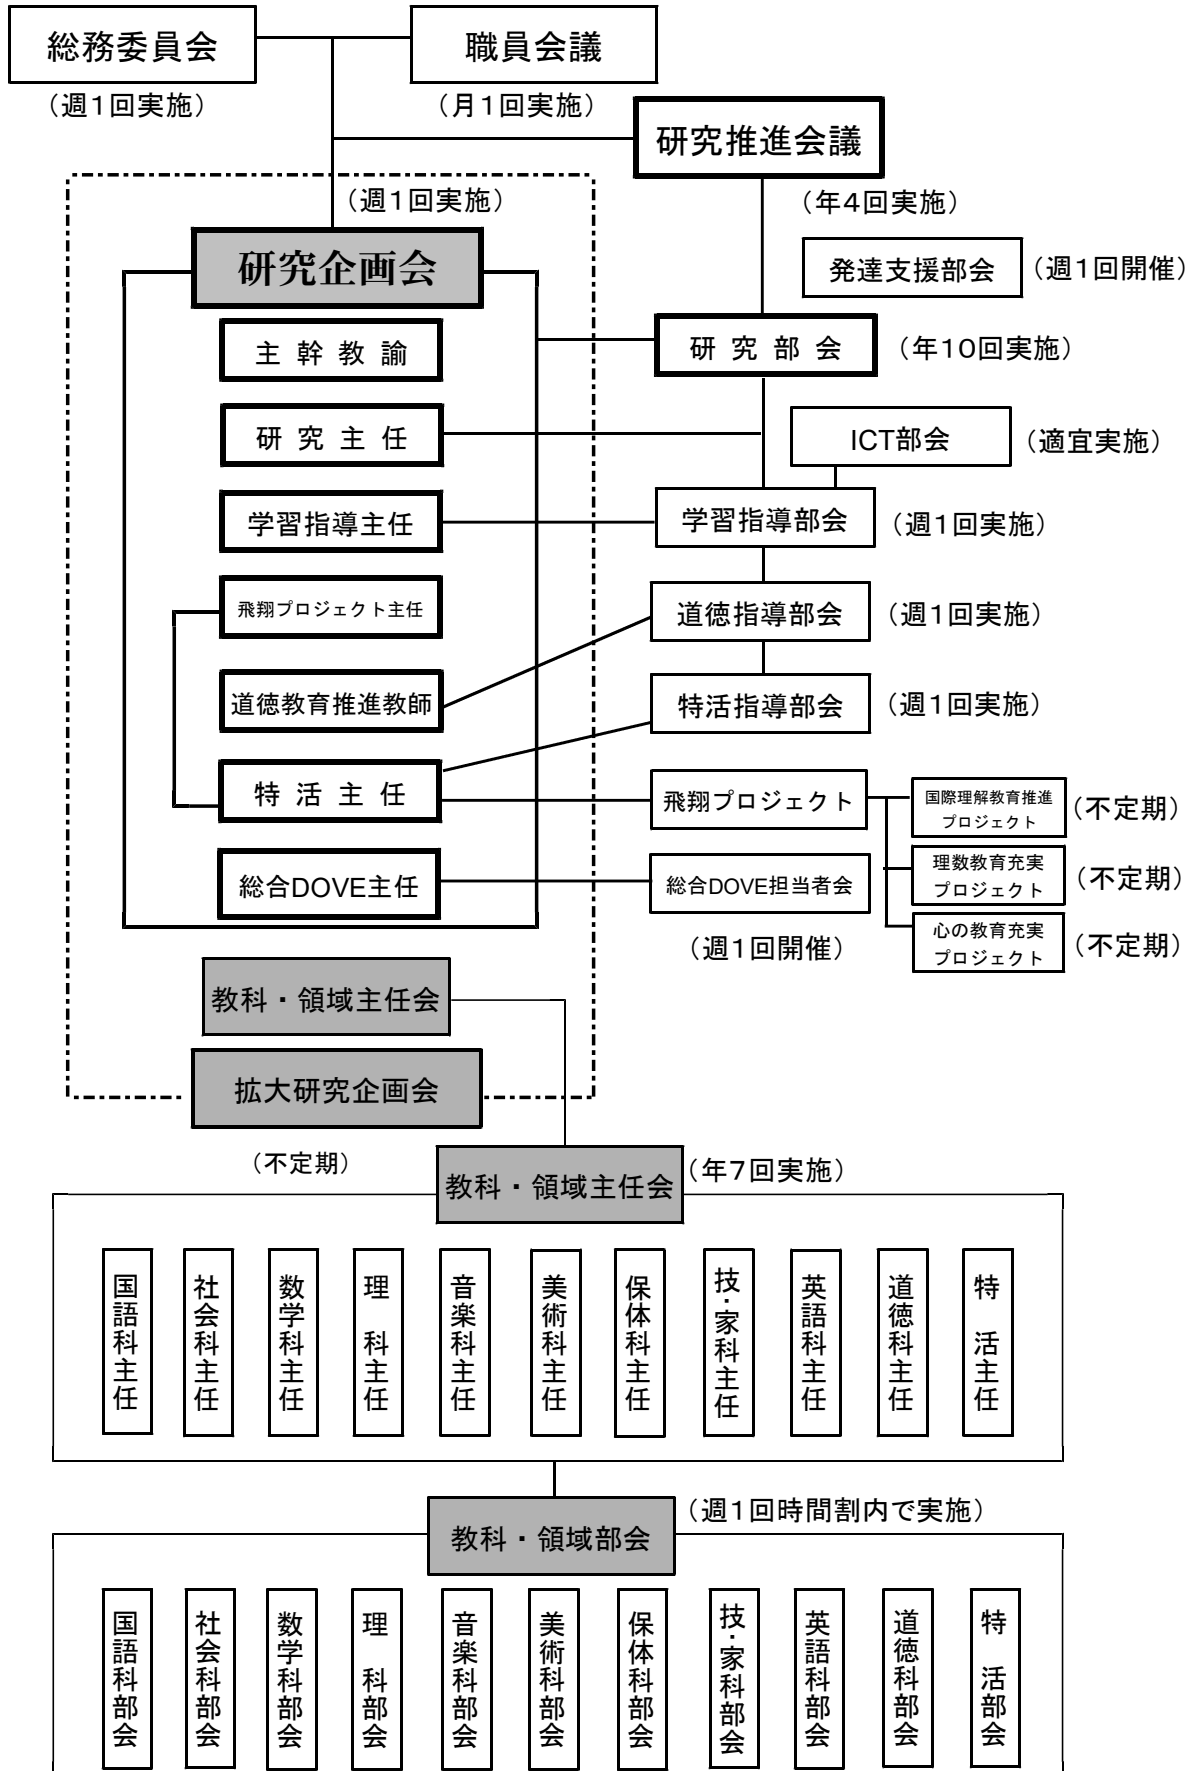 総務委員会
職員会議
（週1回実施）
（月1回実施）
研究推進会議
（週1回実施）
（年4回実施）
研究企画会
発達支援部会
（週1回開催）
主幹教諭
研究部会
（年10回実施）
研究主任
ICT部会
（適宜実施）
学習指導主任
学習指導部会
（週1回実施）
飛翔プロジェクト主任
道徳指導部会
（週1回実施）
道徳教育推進教師
特活指導部会
（週1回実施）
特活主任
飛翔プロジェクト
国際理解教育推進
プロジェクト
（不定期）
総合DOVE主任
総合DOVE担当者会
理数教育充実
プロジェクト
（不定期）
（週1回開催）
心の教育充実
プロジェクト
（不定期）
教科・領域主任会
拡大研究企画会
（不定期）
教科・領域主任会
（年7回実施）
国語科主任
社会科主任
数学科主任
理　科主任
音楽科主任
美術科主任
保体科主任
技・家科主任
英語科主任
道徳科主任
特　活主任
教科・領域部会
（週1回時間割内で実施）
国語科部会
社会科部会
数学科部会
理　科部会
音楽科部会
美術科部会
保体科部会
技・家科部会
英語科部会
道徳科部会
特　活部会